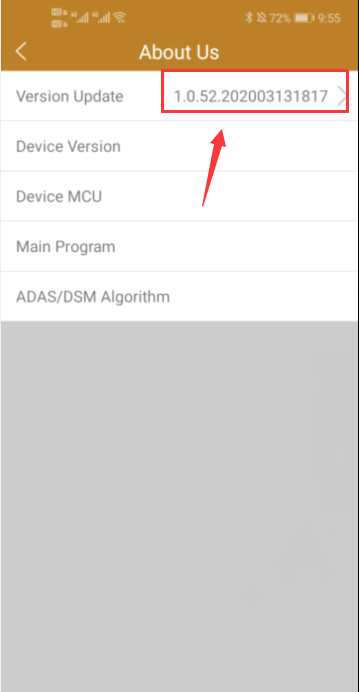 72% 9:55
About Us
Version Update 1.0.52.202003131817
Device Version
Device MCU
Main Program
ADAS/DSM Algorithm